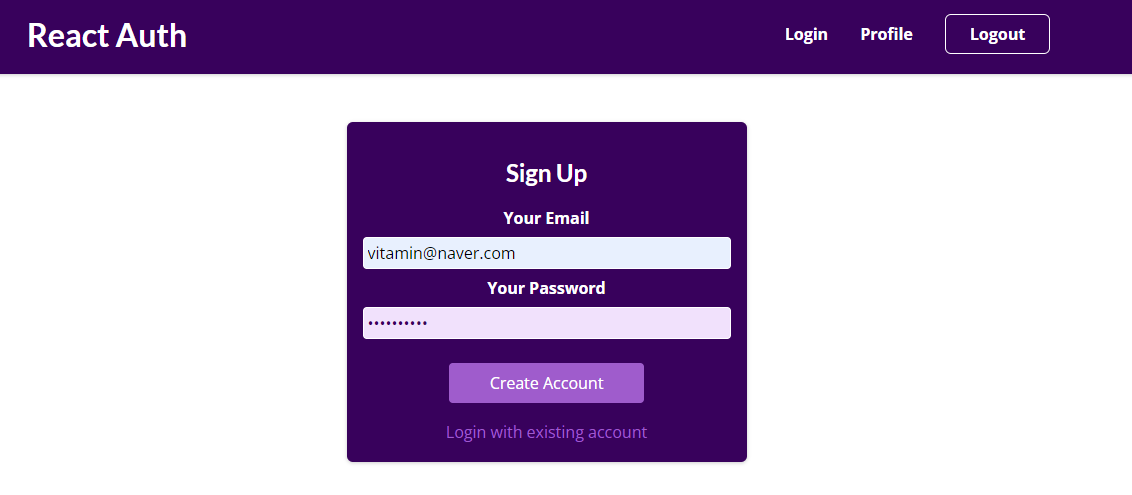 React Auth
Login Profile Logout
Sign Up
Your Email
vitamin@naver.com
Your Password
••••••••••
Create Account
Login with existing account